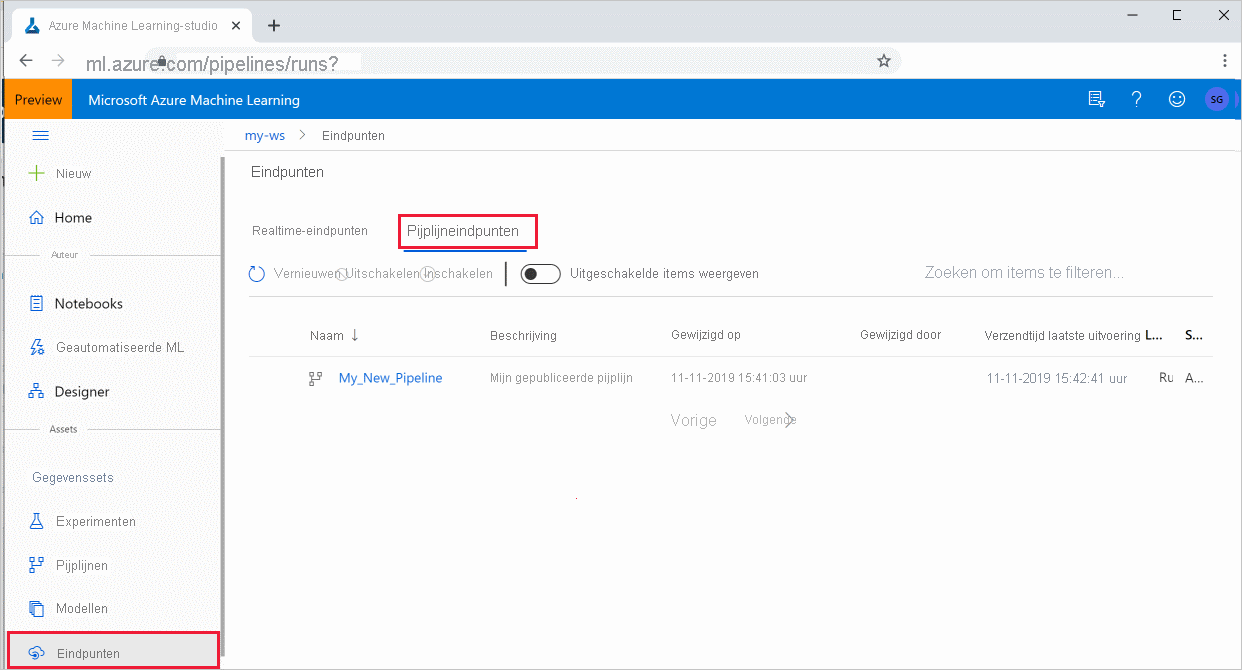 Azure Machine Learning-studio
ml.azure.com/pipelines/runs?
Preview Microsoft Azure Machine Learning SG
my-ws > Eindpunten
Nieuw
Home
Auteur
Notebooks
Geautomatiseerde ML
Designer
Assets
Gegevenssets
Experimenten
Pijplijnen
Modellen
Eindpunten
Eindpunten
Realtime-eindpunten Pijplijneindpunten
Vernieuwen Uitschakelen Inschakelen Uitgeschakelde items weergeven Zoeken om items te filteren...
Naam ↓ Beschrijving Gewijzigd op Gewijzigd door Verzendtijd laatste uitvoering L... S...
My_New_Pipeline Mijn gepubliceerde pijplijn 11-11-2019 15:41:03 uur 11-11-2019 15:42:41 uur Ru A...
Vorige Volgende